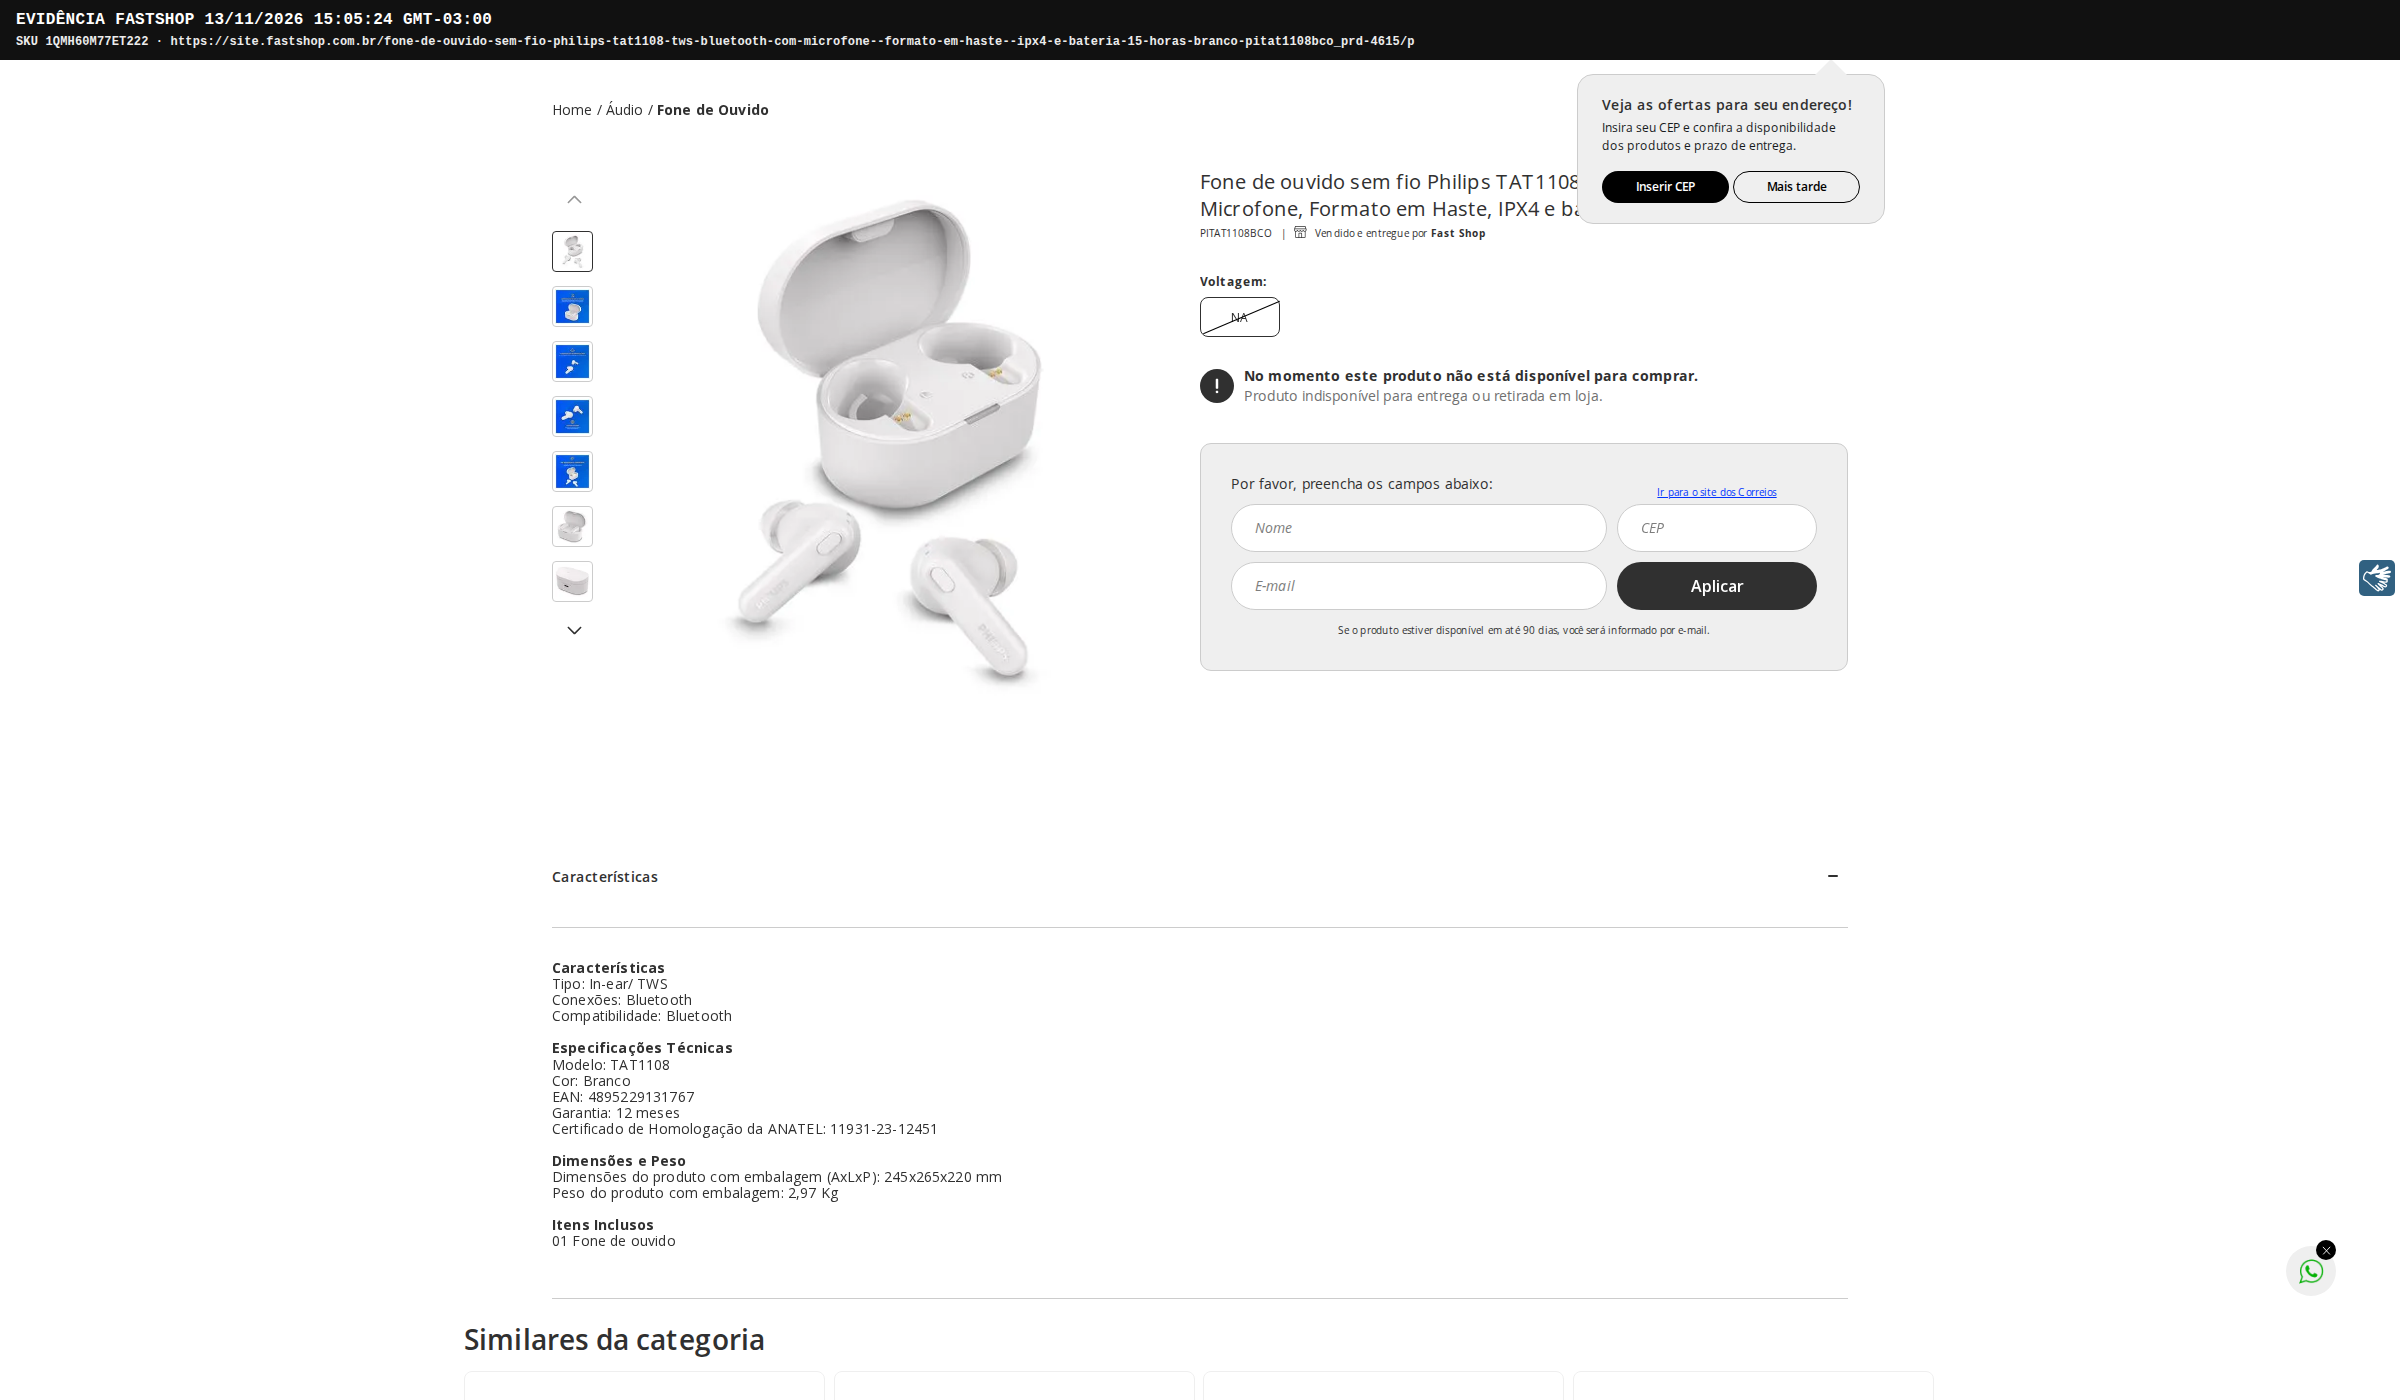 EVIDÊNCIA FASTSHOP 13/11/2026 15:05:24 GMT-03:00
SKU 1QMH60M77ET222 · https://site.fastshop.com.br/fone-de-ouvido-sem-fio-philips-tat1108-tws-bluetooth-com-microfone--formato-em-haste--ipx4-e-bateria-15-horas-branco-pitat1108bco_prd-4615/p
Home / Áudio / Fone de Ouvido
Veja as ofertas para seu endereço!
Insira seu CEP e confira a disponibilidade
dos produtos e prazo de entrega.
Inserir CEP
Mais tarde
Fone de ouvido sem fio Philips TAT1108
Microfone, Formato em Haste, IPX4 e ba
PITAT1108BCO | Vendido e entregue por Fast Shop
Voltagem:
NA
No momento este produto não está disponível para comprar.
Produto indisponível para entrega ou retirada em loja.
Por favor, preencha os campos abaixo:
Ir para o site dos Correios
Nome
CEP
E-mail
Aplicar
Se o produto estiver disponível em até 90 dias, você será informado por e-mail.
Características
Características
Tipo: In-ear/ TWS
Conexões: Bluetooth
Compatibilidade: Bluetooth
Especificações Técnicas
Modelo: TAT1108
Cor: Branco
EAN: 4895229131767
Garantia: 12 meses
Certificado de Homologação da ANATEL: 11931-23-12451
Dimensões e Peso
Dimensões do produto com embalagem (AxLxP): 245x265x220 mm
Peso do produto com embalagem: 2,97 Kg
Itens Inclusos
01 Fone de ouvido
Similares da categoria